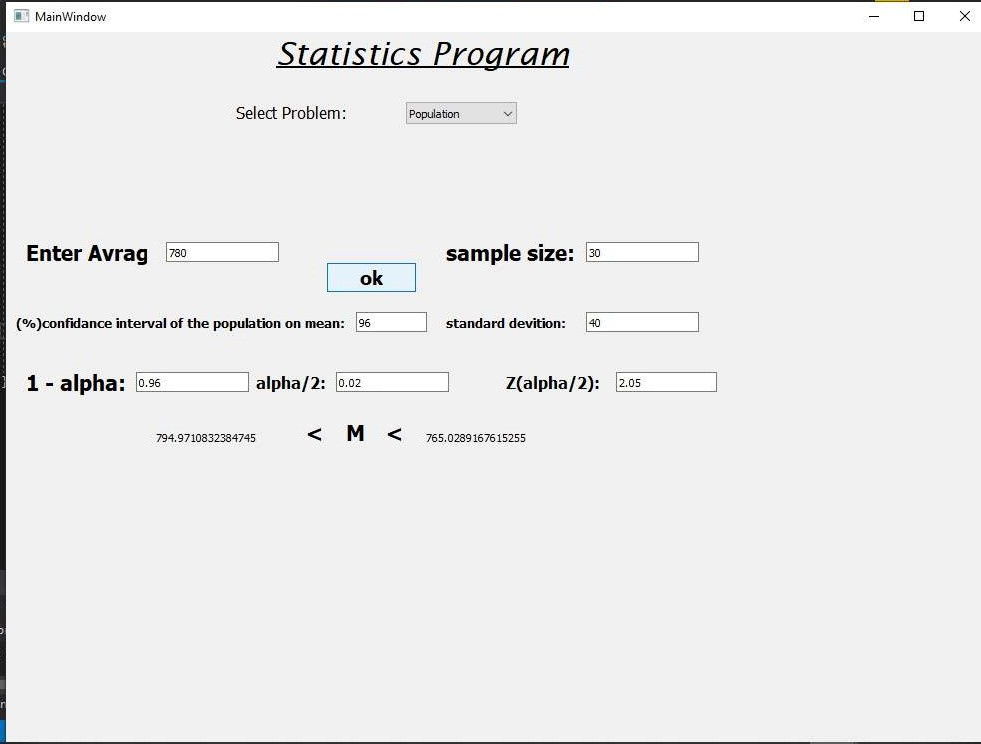 MainWindow
Statistics Program
Select Problem: Population
Enter Avrag 780 sample size: 30
ok
(%)confidance interval of the population on mean: 96 standard devition: 40
1 - alpha: 0.96 alpha/2: 0.02 Z(alpha/2): 2.05
794.9710832384745 < M < 765.0289167615255